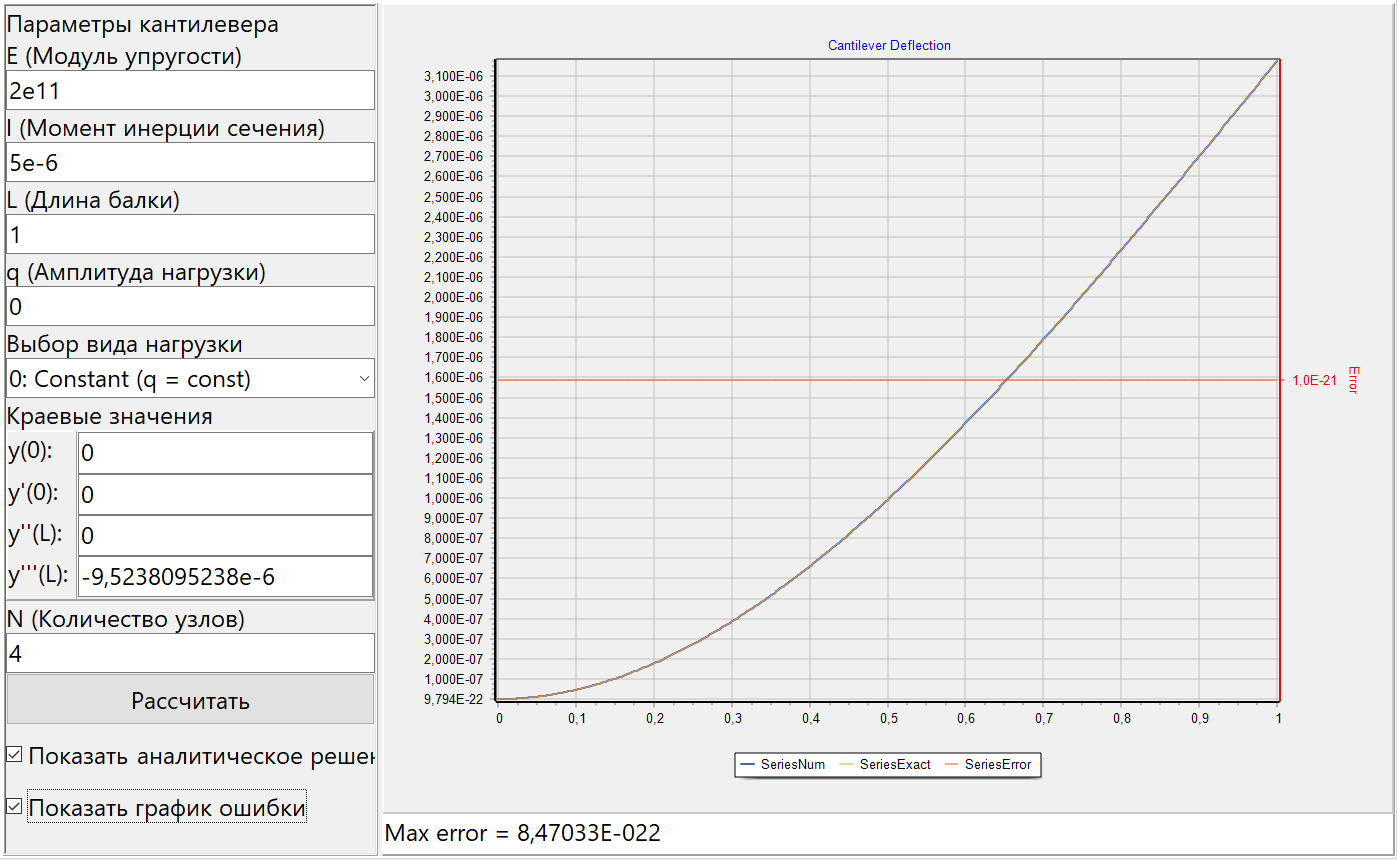 Параметры кантилевера
E (Модуль упругости)
2e11
I (Момент инерции сечения)
5e-6
L (Длина балки)
1
q (Амплитуда нагрузки)
0
Выбор вида нагрузки
0: Constant (q = const)
Краевые значения
y(0):
0
y'(0):
0
y''(L):
0
y'''(L):
-9,5238095238e-6
N (Количество узлов)
4
Рассчитать
Показать аналитическое решен
Показать график ошибки
Cantilever Deflection
3,100E-06
3,000E-06
2,900E-06
2,800E-06
2,700E-06
2,600E-06
2,500E-06
2,400E-06
2,300E-06
2,200E-06
2,100E-06
2,000E-06
1,900E-06
1,800E-06
1,700E-06
1,600E-06
1,500E-06
1,400E-06
1,300E-06
1,200E-06
1,100E-06
1,000E-06
9,000E-07
8,000E-07
7,000E-07
6,000E-07
5,000E-07
4,000E-07
3,000E-07
2,000E-07
1,000E-07
9,794E-22
0 0,1 0,2 0,3 0,4 0,5 0,6 0,7 0,8 0,9 1
1,0E-21
Error
SeriesNum SeriesExact SeriesError
Max error = 8,47033E-022